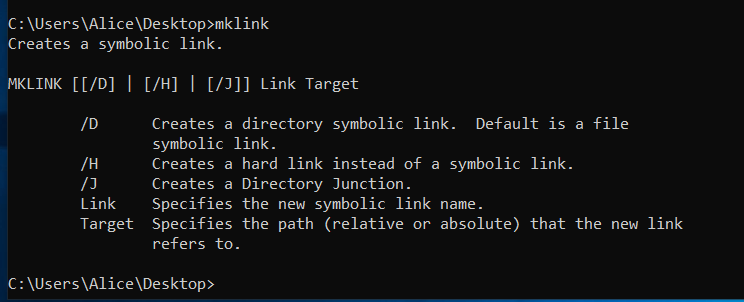 C:\Users\Alice\Desktop>mklink
Creates a symbolic link.
MKLINK [[/D] | [/H] | [/J]] Link Target
/D      Creates a directory symbolic link.  Default is a file
symbolic link.
/H      Creates a hard link instead of a symbolic link.
/J      Creates a Directory Junction.
Link    Specifies the new symbolic link name.
Target  Specifies the path (relative or absolute) that the new link
refers to.
C:\Users\Alice\Desktop>